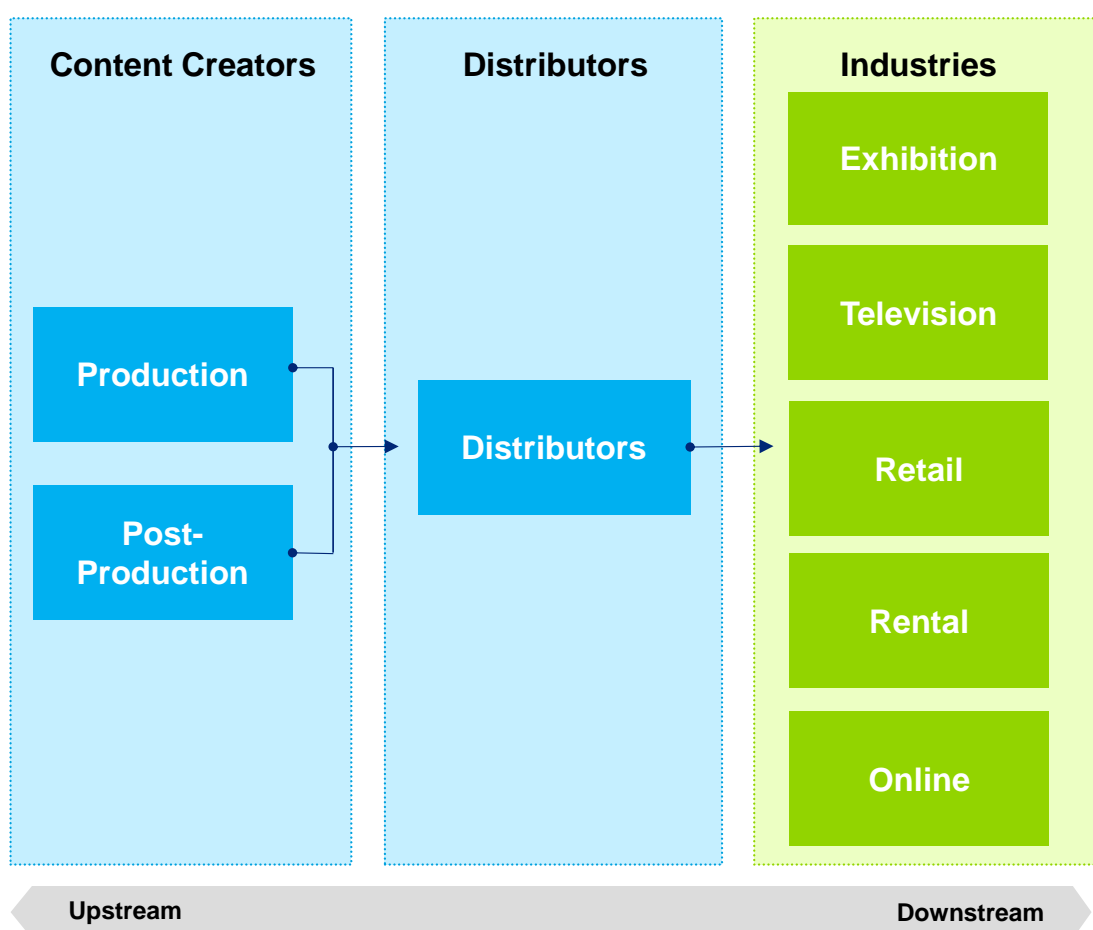 Content Creators
Distributors
Industries
Exhibition
Television
Production
Distributors
Retail
Post-
Production
Rental
Online
Upstream
Downstream